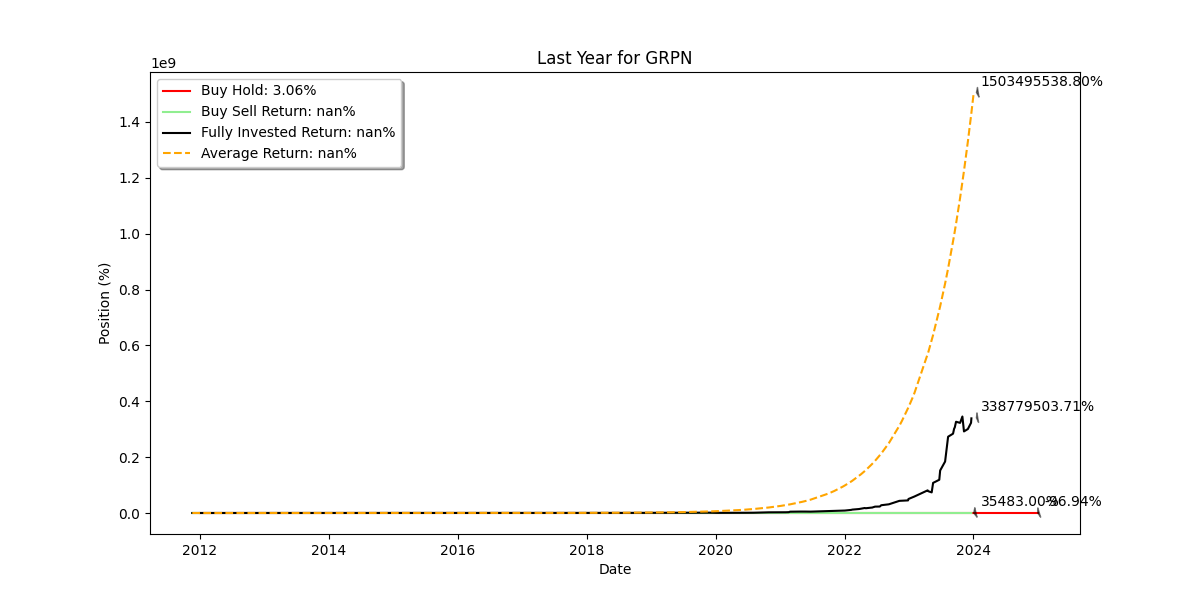 Last Year for GRPN
1e9
Buy Hold: 3.06%
Buy Sell Return: nan%
Fully Invested Return: nan%
Average Return: nan%
1503495538.80%
338779503.71%
35483.00%
-96.94%
Position (%)
1.4
1.2
1.0
0.8
0.6
0.4
0.2
0.0
2012 2014 2016 2018 2020 2022 2024
Date